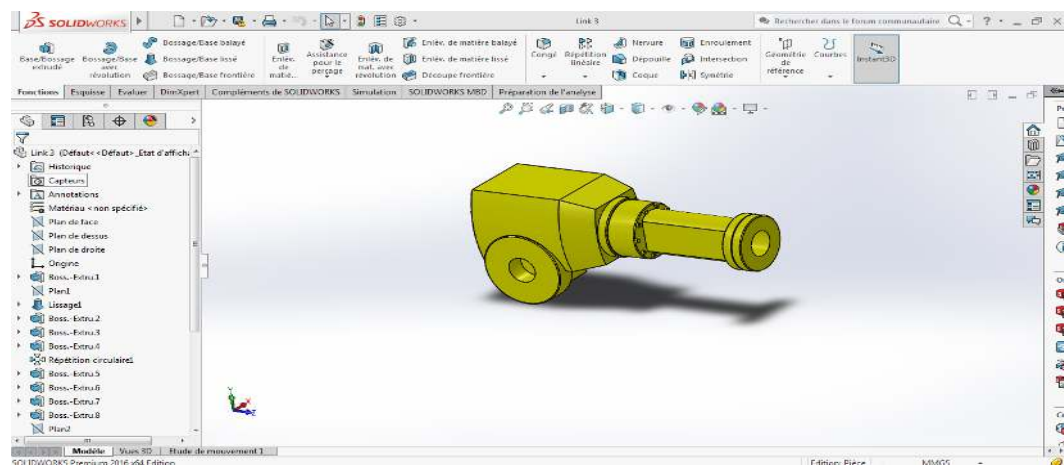 SOLIDWORKS
Link 3
Rechercher dans le forum communautaire
Base/Bossage extrudé
Bossage/Base avec révolution
Bossage/Base balayé
Bossage/Base lissé
Bossage/Base frontière
Enlèv. de matiè...
Assistance pour le perçage
Enlèv. de mat. avec révolution
Enlèv. de matière balayé
Enlèv. de matière lissé
Découpe frontière
Congé
Répétition linéaire
Nervure
Dépouille
Coque
Enroulement
Intersection
Symétrie
Géométrie de référence
Courbes
Instant3D
Fonctions Esquisse Evaluer DimXpert Compléments de SOLIDWORKS Simulation SOLIDWORKS MBD Préparation de l'analyse
Link 3 (Défaut<<Défaut>_Etat d'affich
Historique
Capteurs
Annotations
Matériau <non spécifié>
Plan de face
Plan de dessus
Plan de droite
Origine
Boss.-Extru.1
Plan1
Lissage1
Boss.-Extru.2
Boss.-Extru.3
Boss.-Extru.4
Répétition circulaire1
Boss.-Extru.5
Boss.-Extru.6
Boss.-Extru.7
Boss.-Extru.8
Plan2
Modèle Vues 3D Etude de mouvement 1
SOLIDWORKS Premium 2016 x64 Edition
Edition: Pièce MMGS